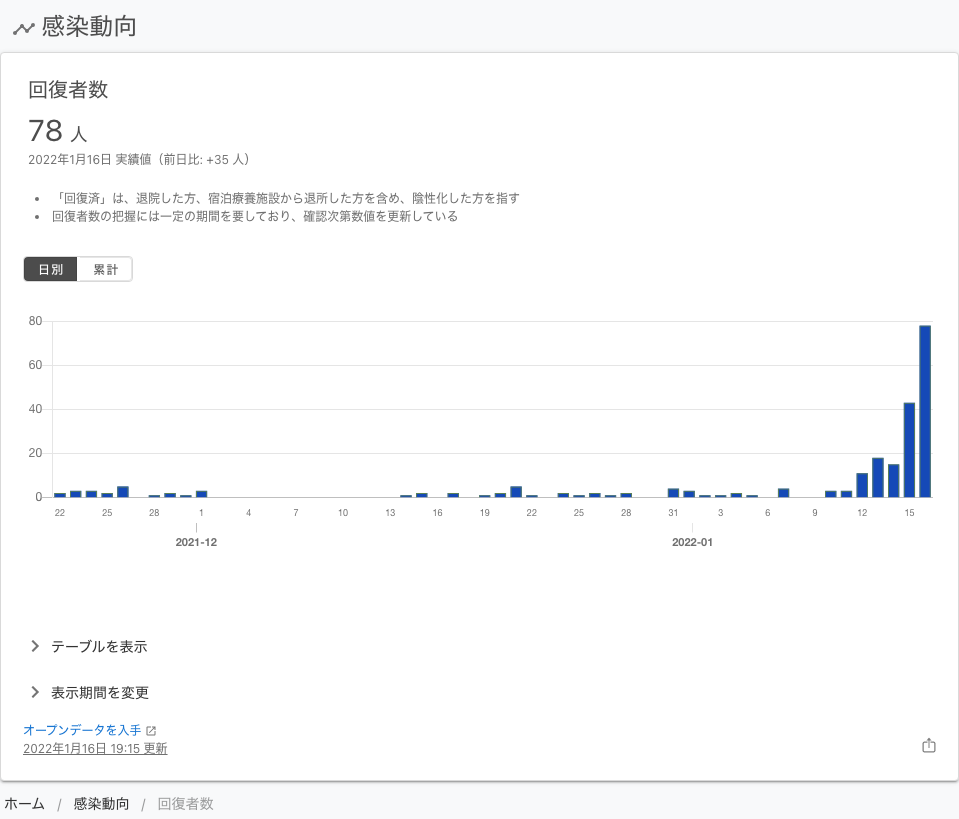 感染動向
回復者数
78 人
2022年1月16日 実績値（前日比: +35 人）
• 「回復済」は、退院した方、宿泊療養施設から退所した方を含め、陰性化した方を指す
• 回復者数の把握には一定の期間を要しており、確認次第数値を更新している
日別 累計
80
60
40
20
0
22 25 28 1 4 7 10 13 16 19 22 25 28 31 3 6 9 12 15
2021-12 2022-01
テーブルを表示
表示期間を変更
オープンデータを入手
2022年1月16日 19:15 更新
ホーム / 感染動向 / 回復者数